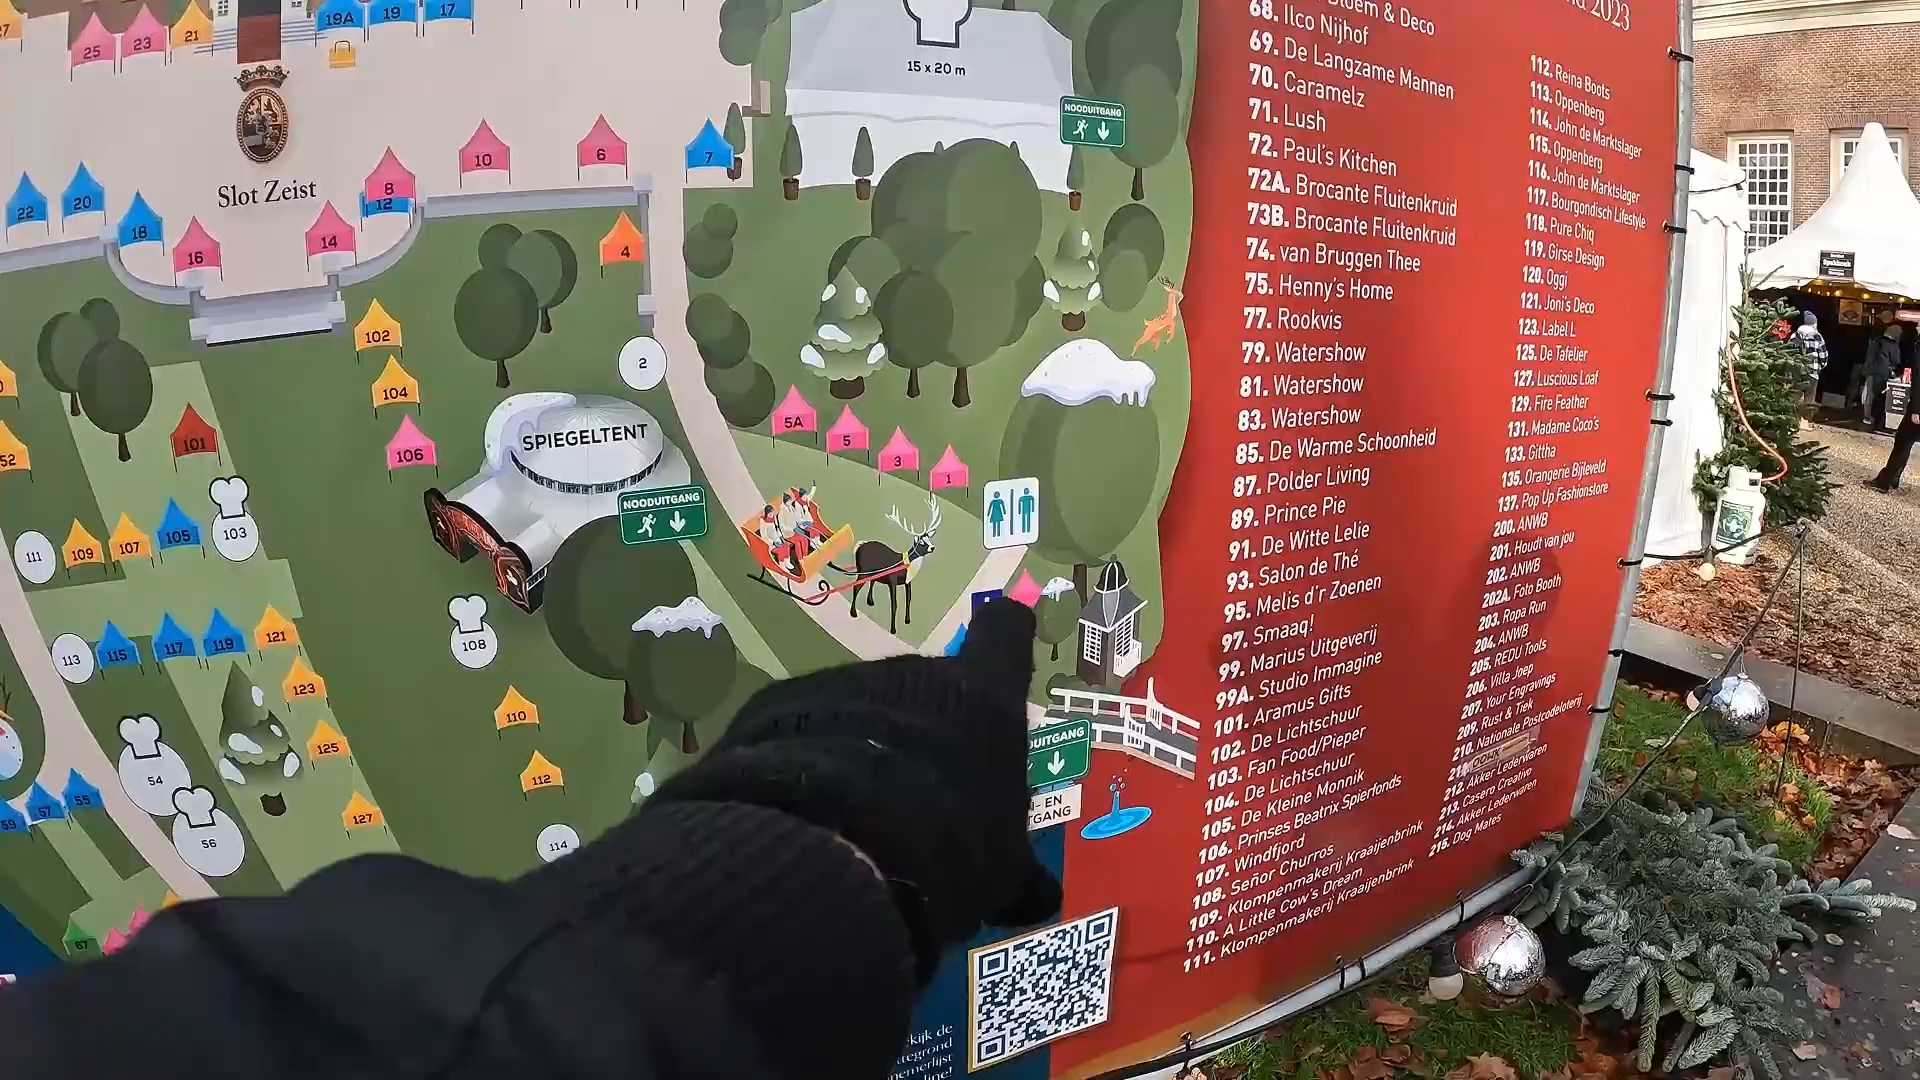 27
25
23
21
19A
19
17
15 x 20 m
NOODUITGANG
22
20
18
16
14
Slot Zeist
8
12
10
6
7
4
2
102
104
106
101
52
SPIEGELTENT
NOODUITGANG
5A
5
3
1
111
109
107
105
103
113
115
117
119
121
123
125
127
108
110
112
114
54
56
59
57
55
67
UITGANG
- EN
TGANG
kijk de
ttegrond
nemerlijst
line!
Bloem & Deco
68. Ilco Nijhof
69. De Langzame Mannen
70. Caramelz
71. Lush
72. Paul's Kitchen
72A. Brocante Fluitenkruid
73B. Brocante Fluitenkruid
74. van Bruggen Thee
75. Henny's Home
77. Rookvis
79. Watershow
81. Watershow
83. Watershow
85. De Warme Schoonheid
87. Polder Living
89. Prince Pie
91. De Witte Lelie
93. Salon de Thé
95. Melis d'r Zoenen
97. Smaaq!
99. Marius Uitgeverij
99A. Studio Immagine
101. Aramus Gifts
102. De Lichtschuur
103. Fan Food/Pieper
104. De Lichtschuur
105. De Kleine Monnik
106. Prinses Beatrix Spierfonds
107. Windfjord
108. Señor Churros
109. Klompenmakerij Kraaijenbrink
110. A Little Cow's Dream
111. Klompenmakerij Kraaijenbrink
2023
112. Reina Boots
113. Oppenberg
114. John de Marktslager
115. Oppenberg
116. John de Marktslager
117. Bourgondisch Lifestyle
118. Pure Chiq
119. Girse Design
120. Oggi
121. Joni's Deco
123. Label L
125. De Tafelier
127. Luscious Loaf
129. Fire Feather
131. Madame Coco's
133. Gittha
135. Orangerie Bijleveld
137. Pop Up Fashionstore
200. ANWB
201. Houdt van jou
202. ANWB
202A. Foto Booth
203. Ropa Run
204. ANWB
205. REDU Tools
206. Villa Joep
207. Your Engravings
209. Rust & Tiek
210. Nationale Postcodeloterij
212. Akker Lederwaren
213. Casero Creativo
214. Akker Lederwaren
215. Dog Mates